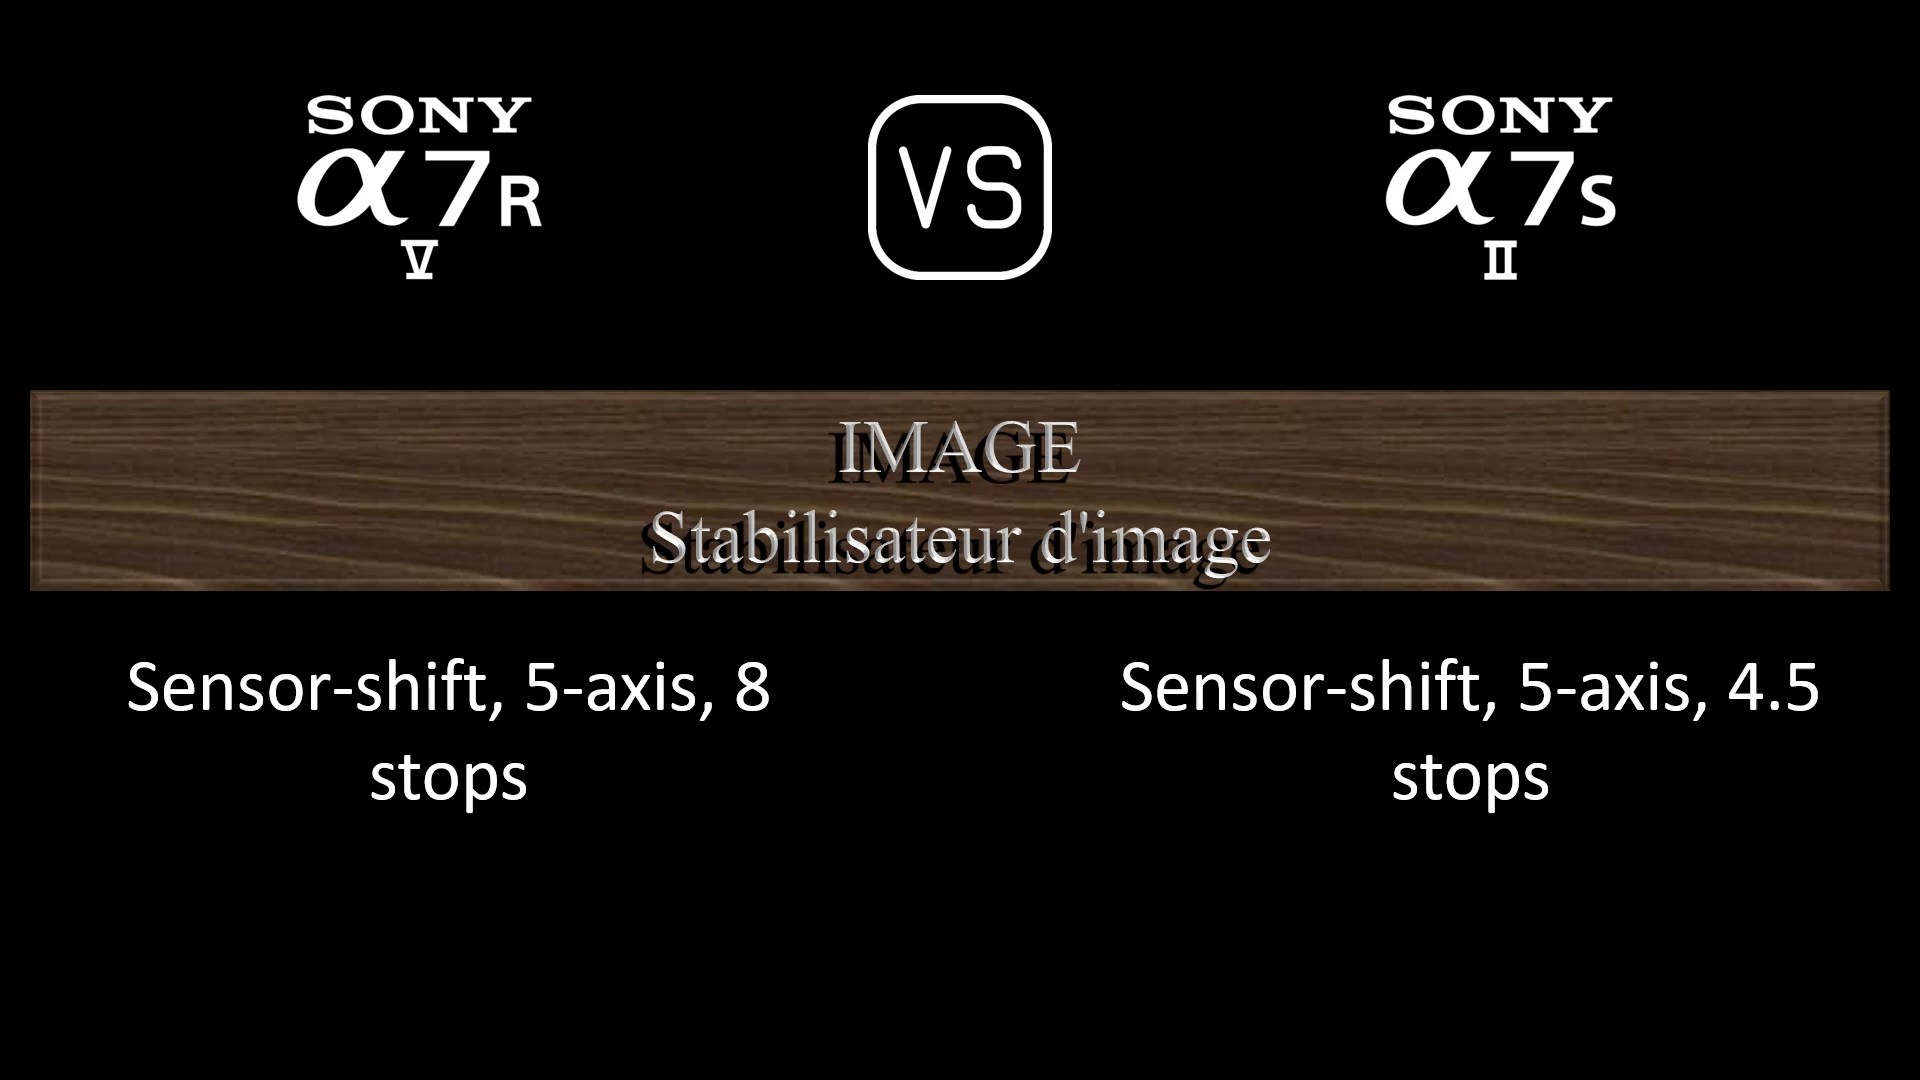 SONY
α7R
V
VS
SONY
α7S
II
IMAGE
Stabilisateur d'image
Sensor-shift, 5-axis, 8
stops
Sensor-shift, 5-axis, 4.5
stops